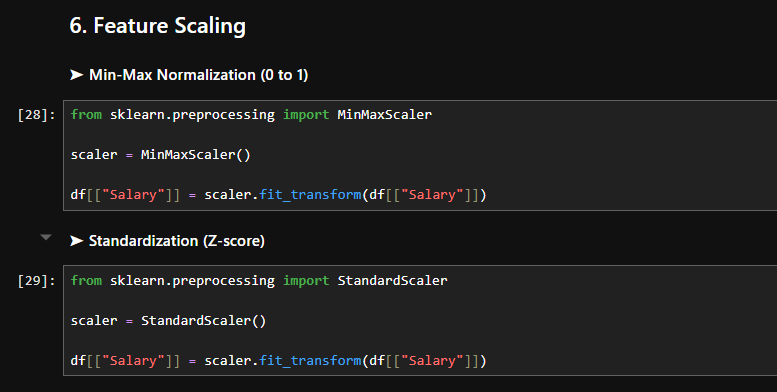 6. Feature Scaling
➤ Min-Max Normalization (0 to 1)
[28]: from sklearn.preprocessing import MinMaxScaler
scaler = MinMaxScaler()
df[["Salary"]] = scaler.fit_transform(df[["Salary"]])
➤ Standardization (Z-score)
[29]: from sklearn.preprocessing import StandardScaler
scaler = StandardScaler()
df[["Salary"]] = scaler.fit_transform(df[["Salary"]])